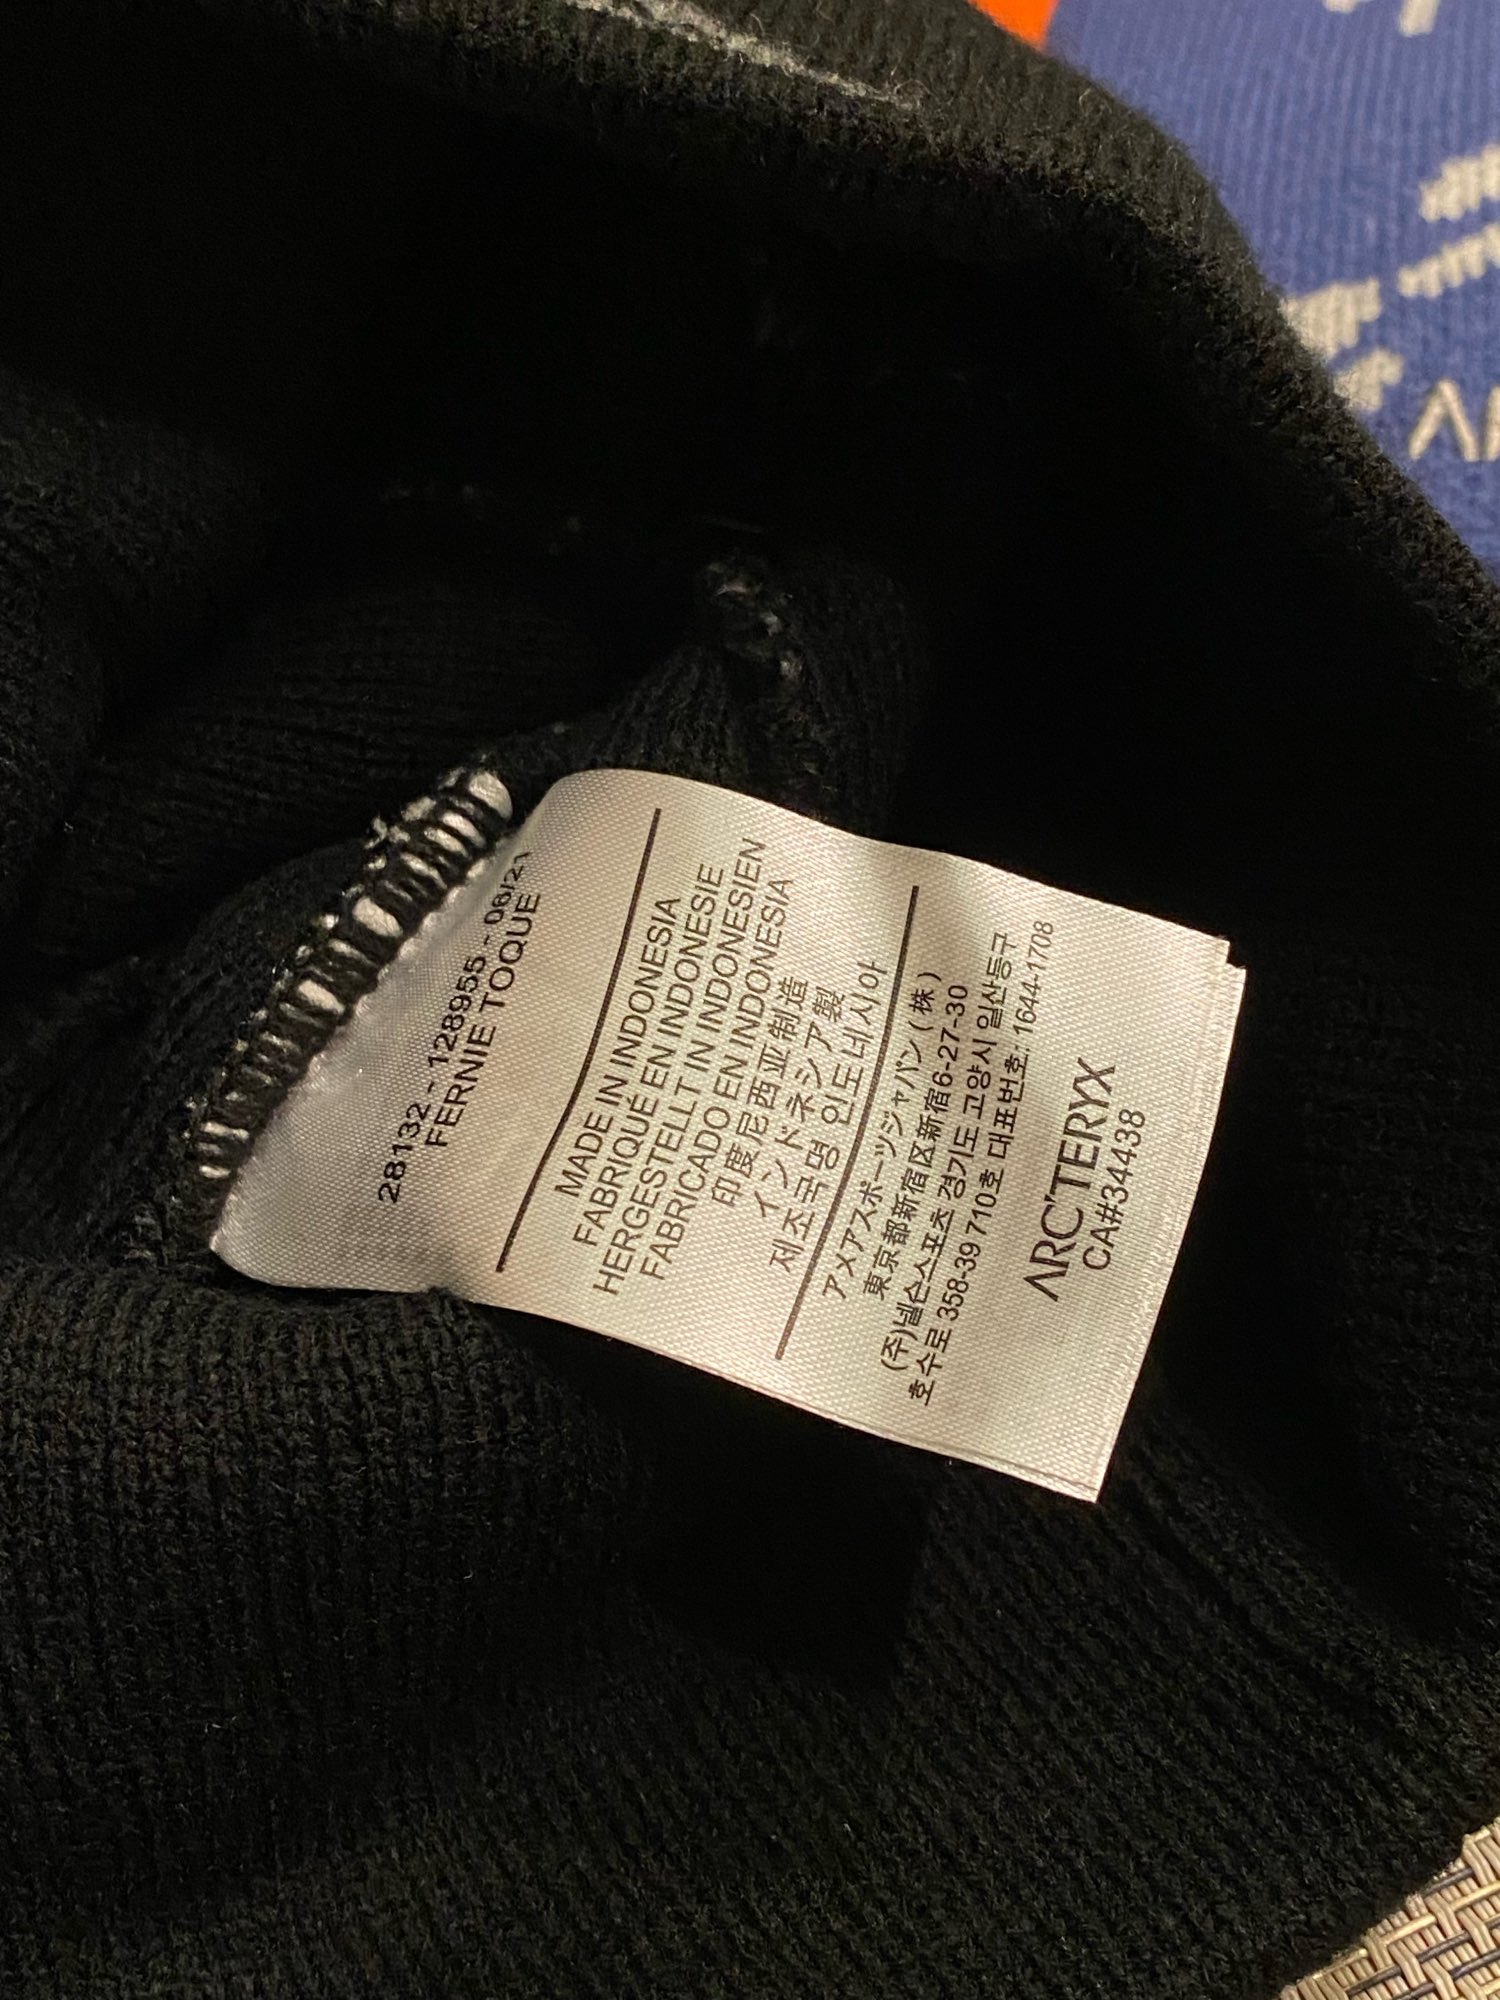 28132 - 128955 - 06/21
FERNIE TOQUE
MADE IN INDONESIA
FABRIQUÉ EN INDONESIE
HERGESTELLT IN INDONESIEN
FABRICADO EN INDONESIA
印度尼西亚制造
インドネシア製
제조국명 인도네시아
アメアスポーツジャパン(株)
東京都新宿区新宿6-27-30
(주)넬슨스포츠 경기도 고양시 일산동구
호수로 358-39 710호 대표번호: 1644-1708
ARC'TERYX
CA#34438